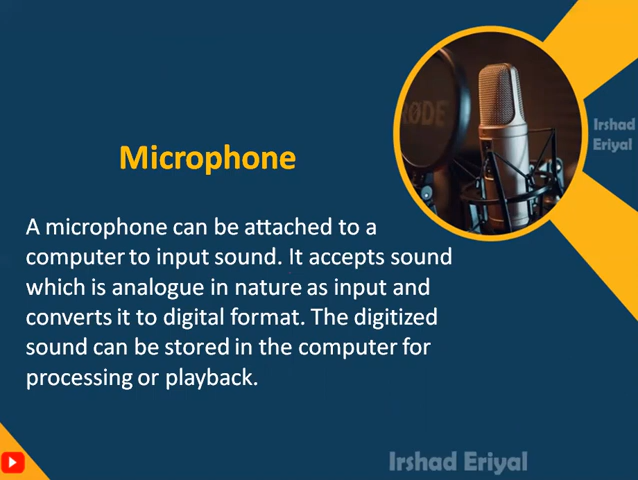 RODE
Irshad
Eriyal
Microphone
A microphone can be attached to a
computer to input sound. It accepts sound
which is analogue in nature as input and
converts it to digital format. The digitized
sound can be stored in the computer for
processing or playback.
Irshad Eriyal